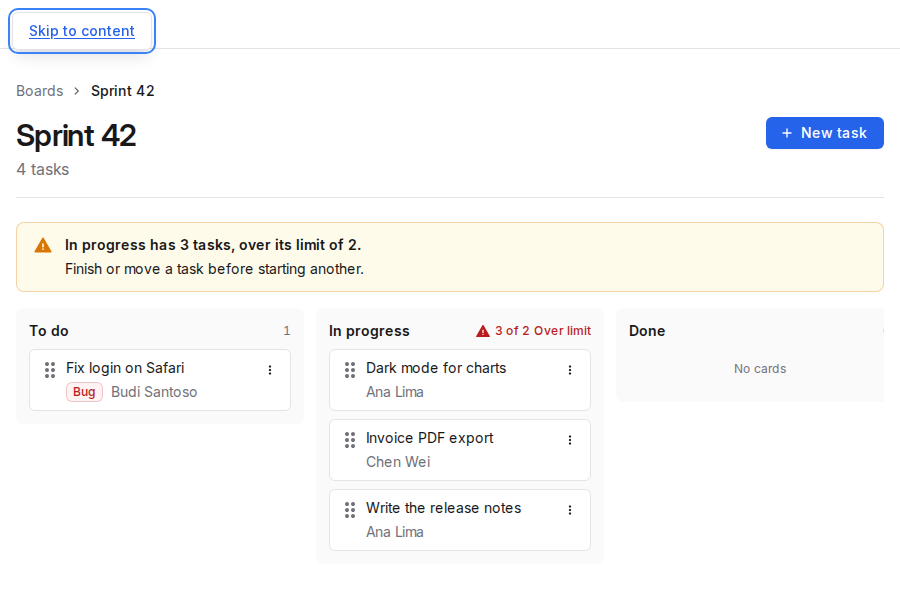 Skip to content
Boards > Sprint 42
Sprint 42
4 tasks
+ New task
In progress has 3 tasks, over its limit of 2.
Finish or move a task before starting another.
To do 1
Fix login on Safari
Bug Budi Santoso
In progress 3 of 2 Over limit
Dark mode for charts
Ana Lima
Invoice PDF export
Chen Wei
Write the release notes
Ana Lima
Done
No cards